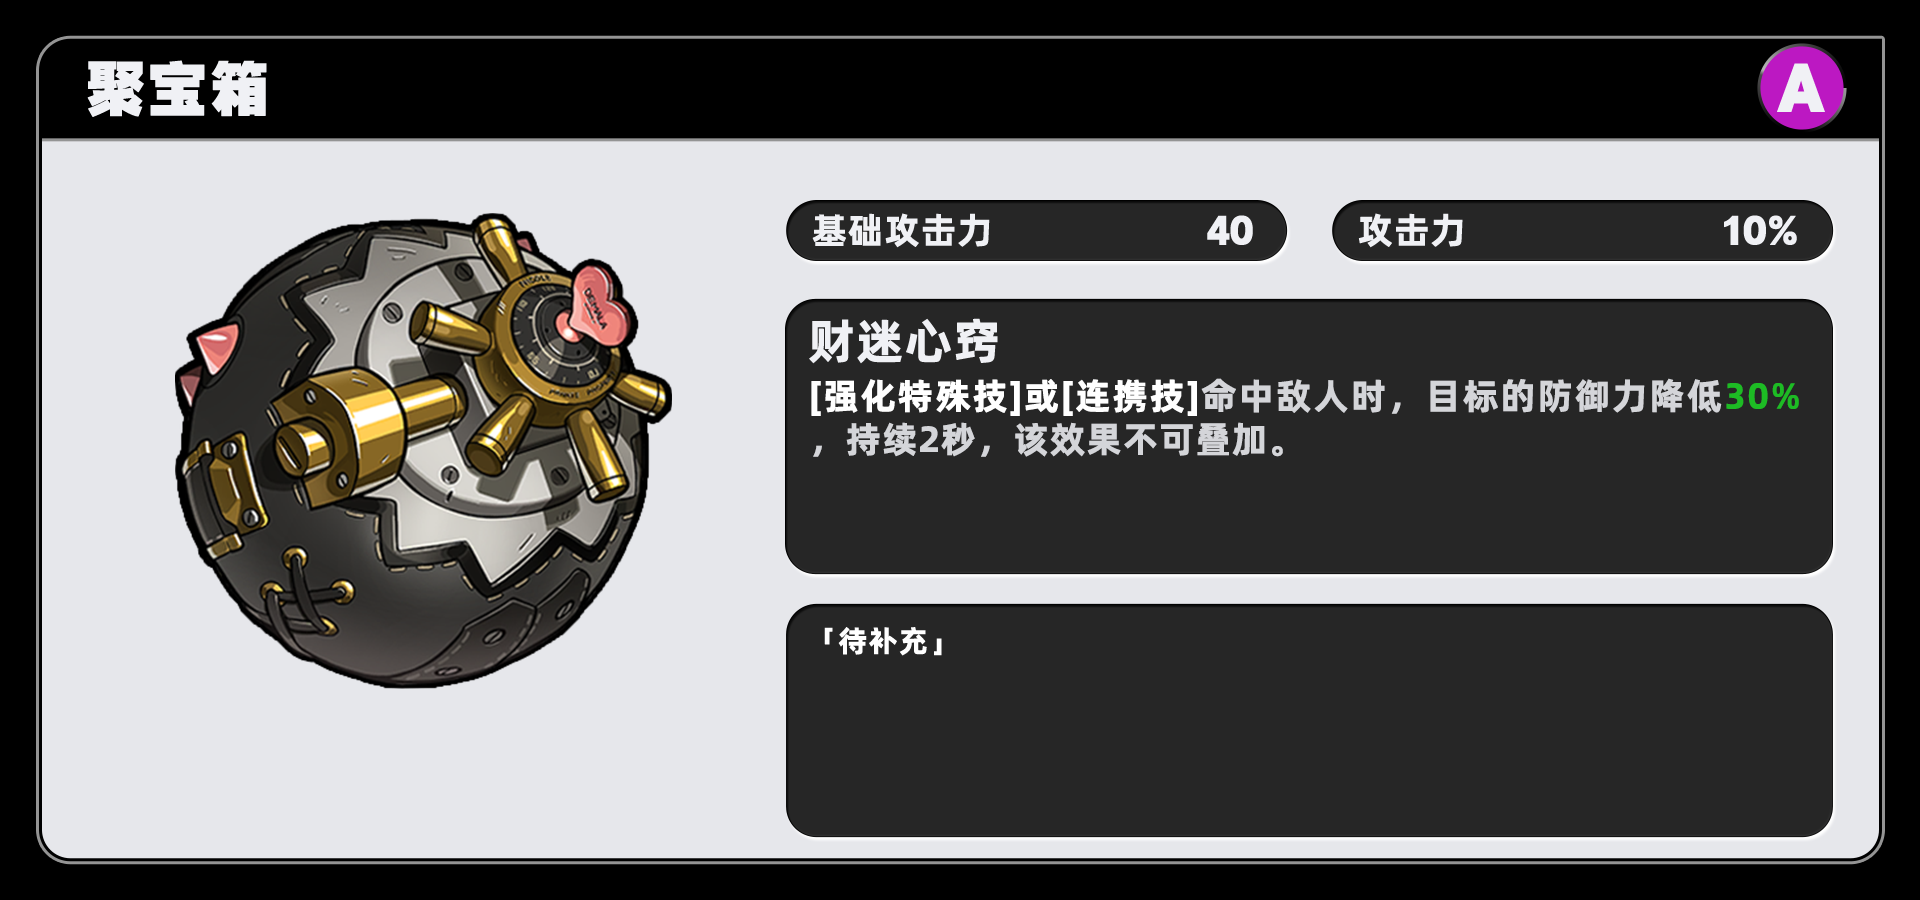 聚宝箱
A
基础攻击力 40
攻击力 10%
财迷心窍
[强化特殊技]或[连携技]命中敌人时，目标的防御力降低30%
，持续2秒，该效果不可叠加。
「待补充」
DEMALA